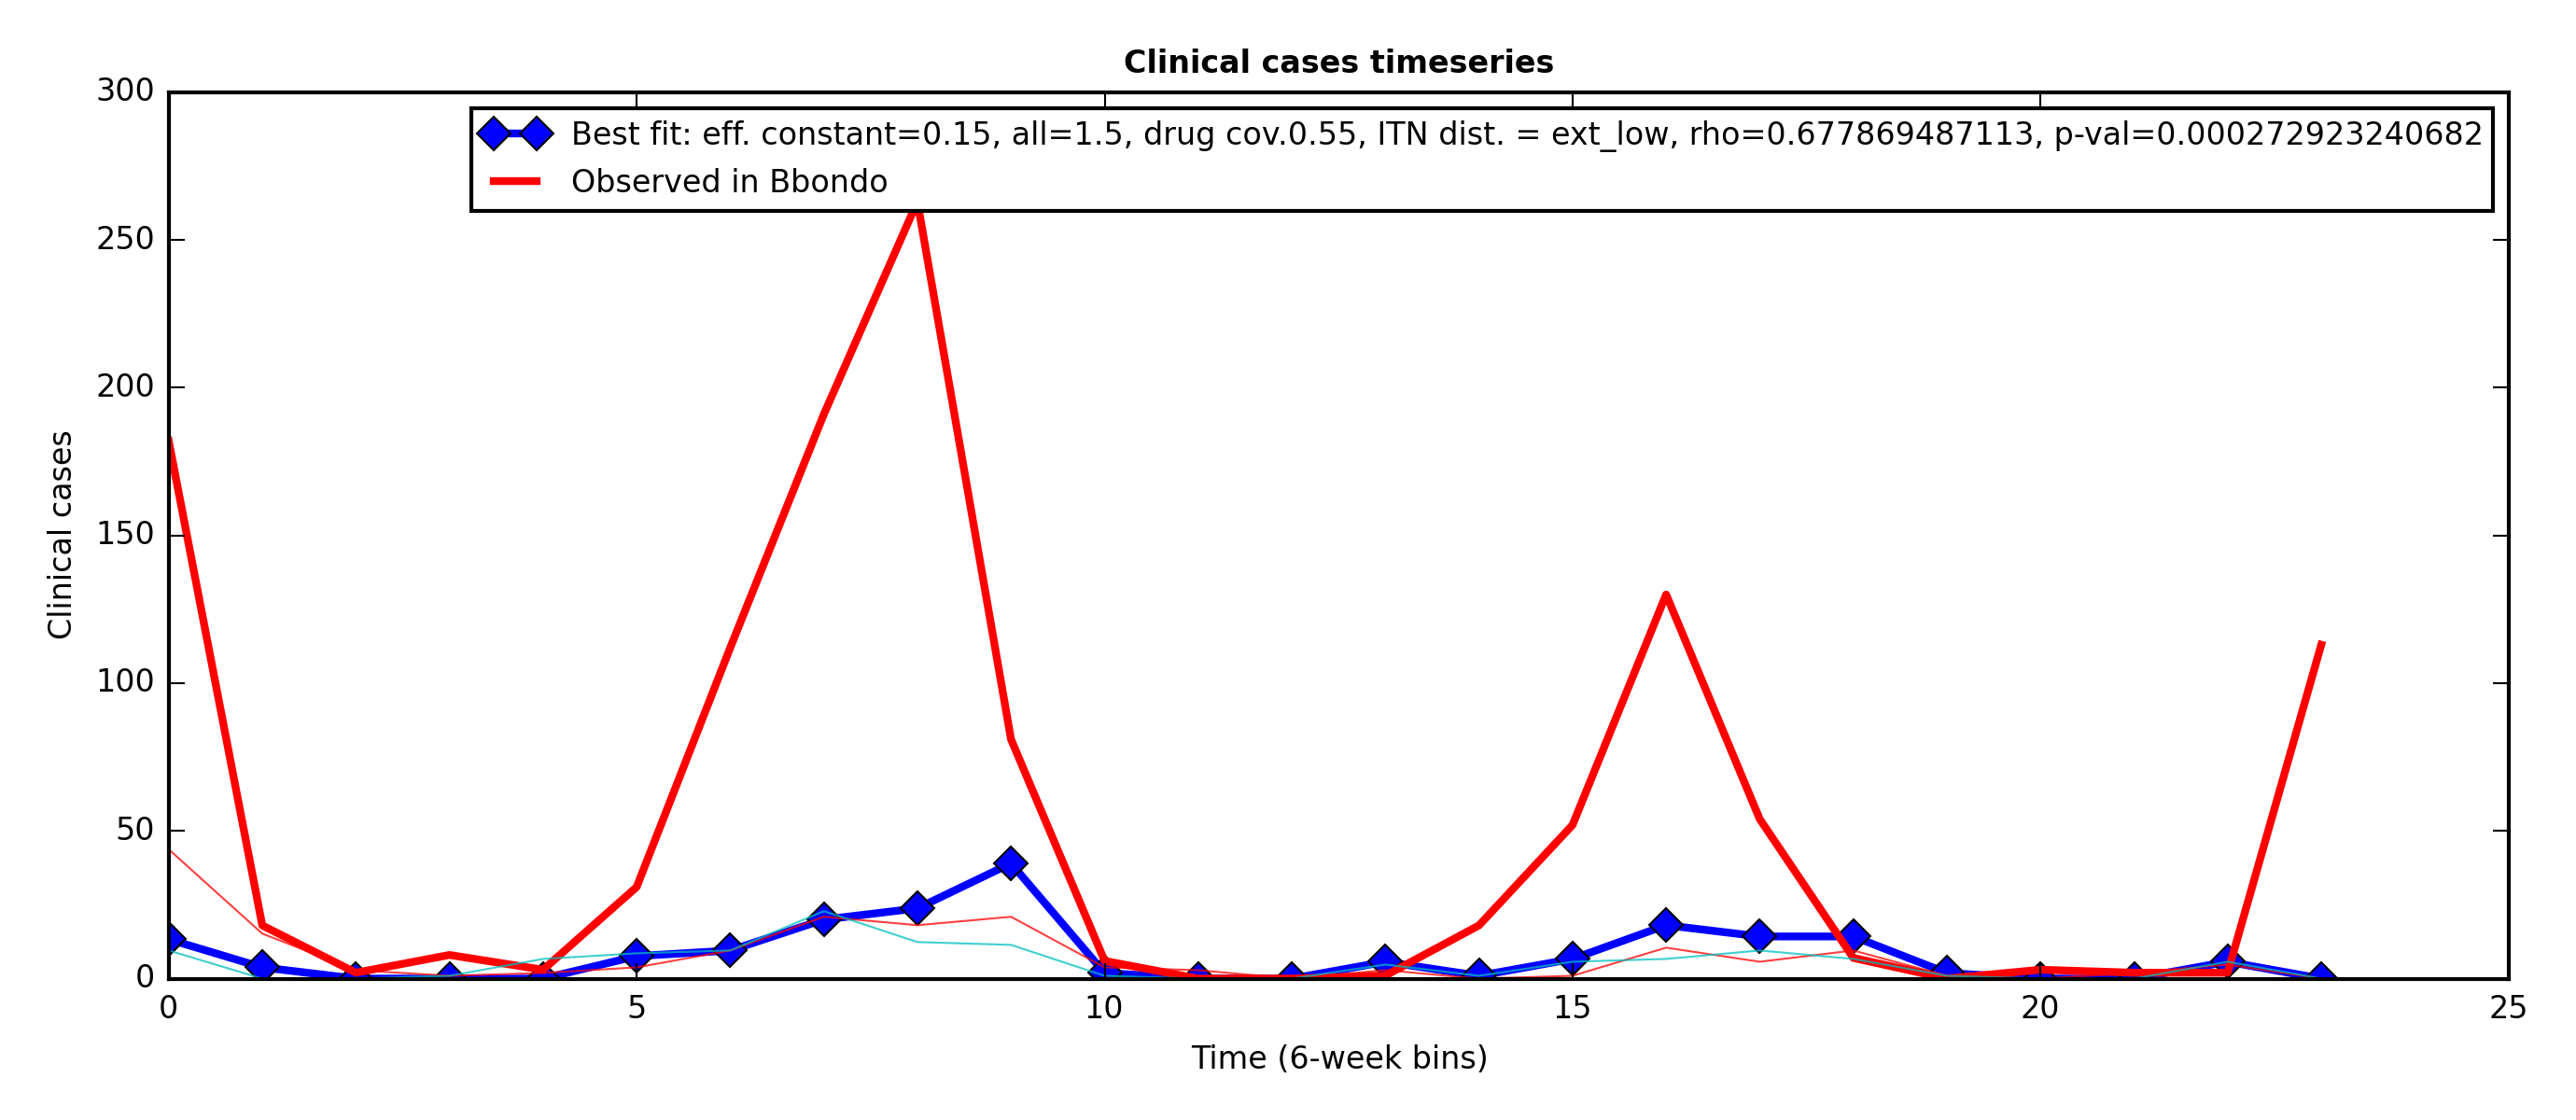 Clinical cases timeseries
300
250
200
150
100
50
0
Clinical cases
Best fit: eff. constant=0.15, all=1.5, drug cov.0.55, ITN dist. = ext_low, rho=0.677869487113, p-val=0.000272923240682
Observed in Bbondo
0 5 10 15 20 25
Time (6-week bins)